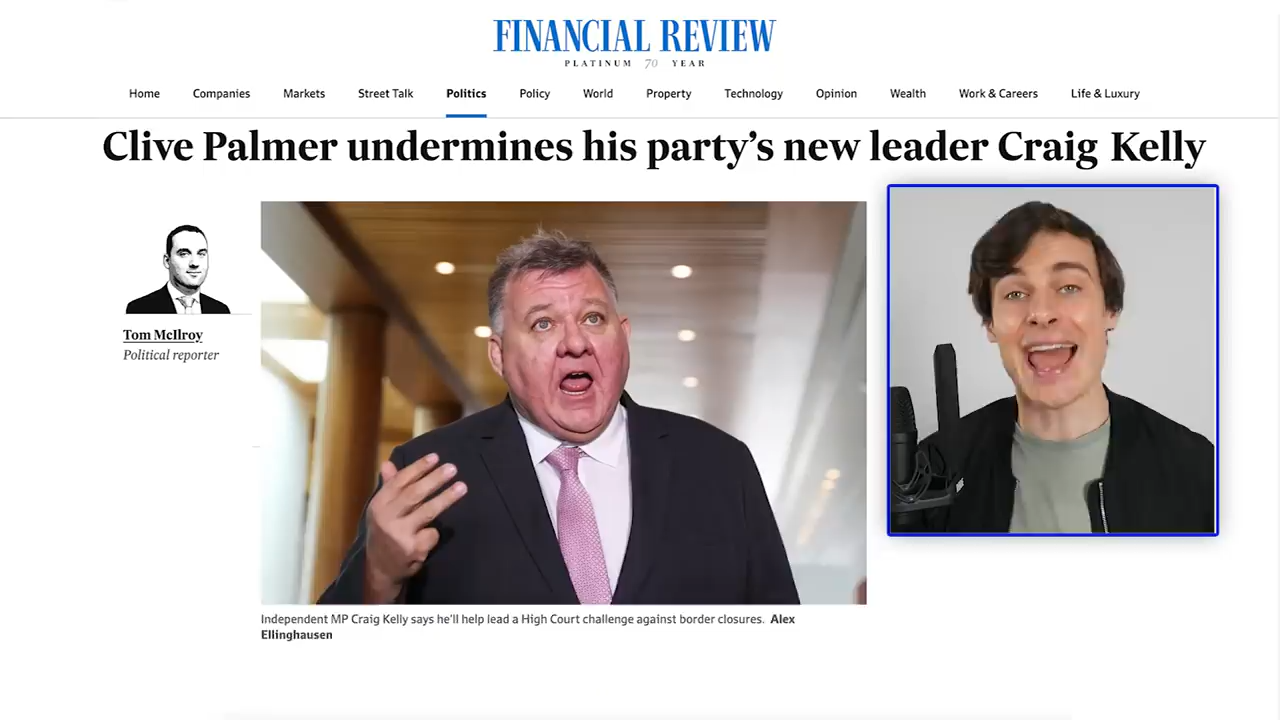 FINANCIAL REVIEW
PLATINUM 70 YEAR
Home Companies Markets Street Talk Politics Policy World Property Technology Opinion Wealth Work & Careers Life & Luxury
Clive Palmer undermines his party's new leader Craig Kelly
Tom McIlroy
Political reporter
Independent MP Craig Kelly says he'll help lead a High Court challenge against border closures. Alex
Ellinghausen